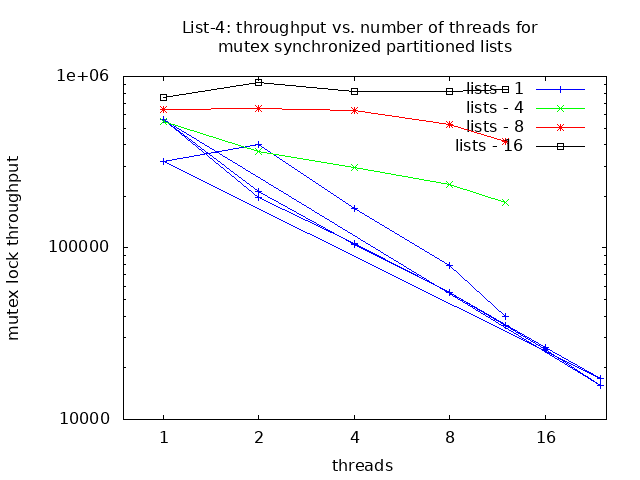 List-4: throughput vs. number of threads for
mutex synchronized partitioned lists
1e+06
100000
10000
mutex lock throughput
lists - 1
lists - 4
lists - 8
lists - 16
1 2 4 8 16
threads